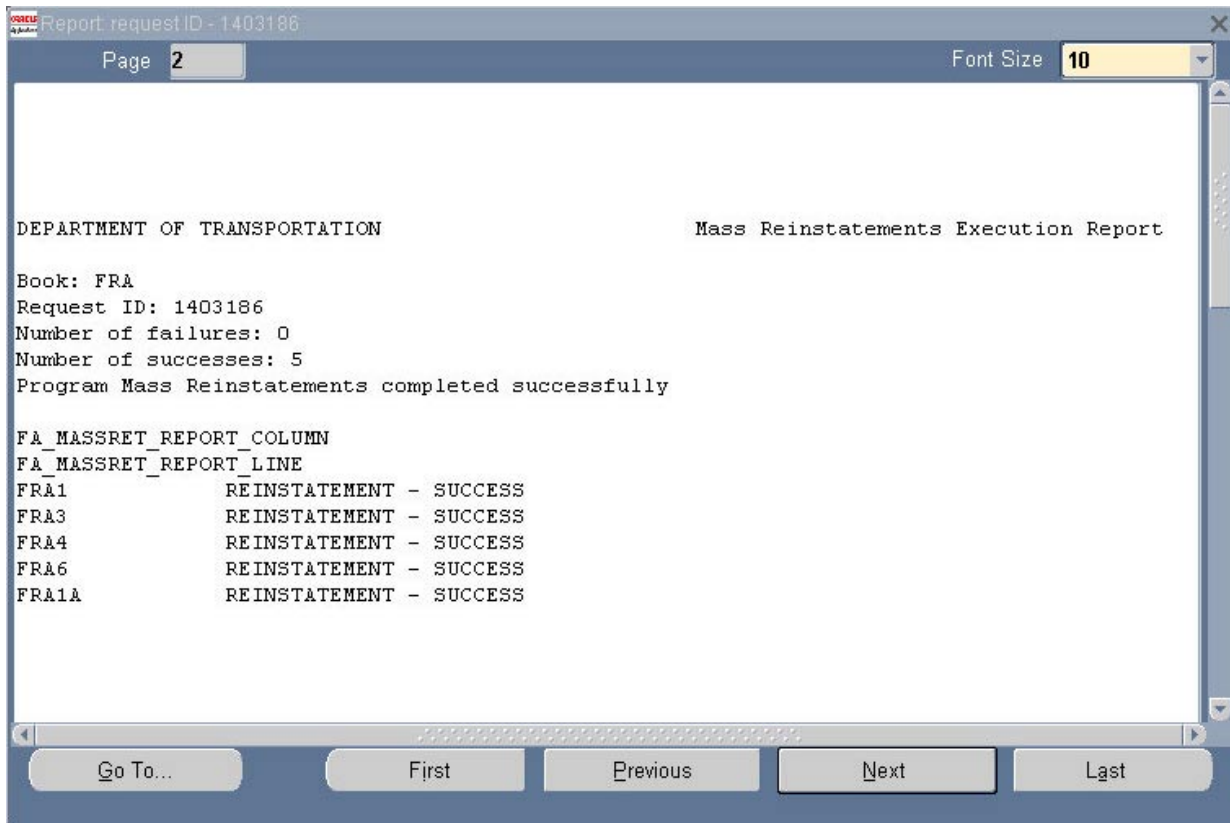 ORACLE
Applications
Report: request ID - 1403186
Page 2
Font Size 10
DEPARTMENT OF TRANSPORTATION Mass Reinstatements Execution Report
Book: FRA
Request ID: 1403186
Number of failures: 0
Number of successes: 5
Program Mass Reinstatements completed successfully
FA_MASSRET_REPORT_COLUMN
FA_MASSRET_REPORT_LINE
FRA1 REINSTATEMENT - SUCCESS
FRA3 REINSTATEMENT - SUCCESS
FRA4 REINSTATEMENT - SUCCESS
FRA6 REINSTATEMENT - SUCCESS
FRA1A REINSTATEMENT - SUCCESS
Go To... First Previous Next Last